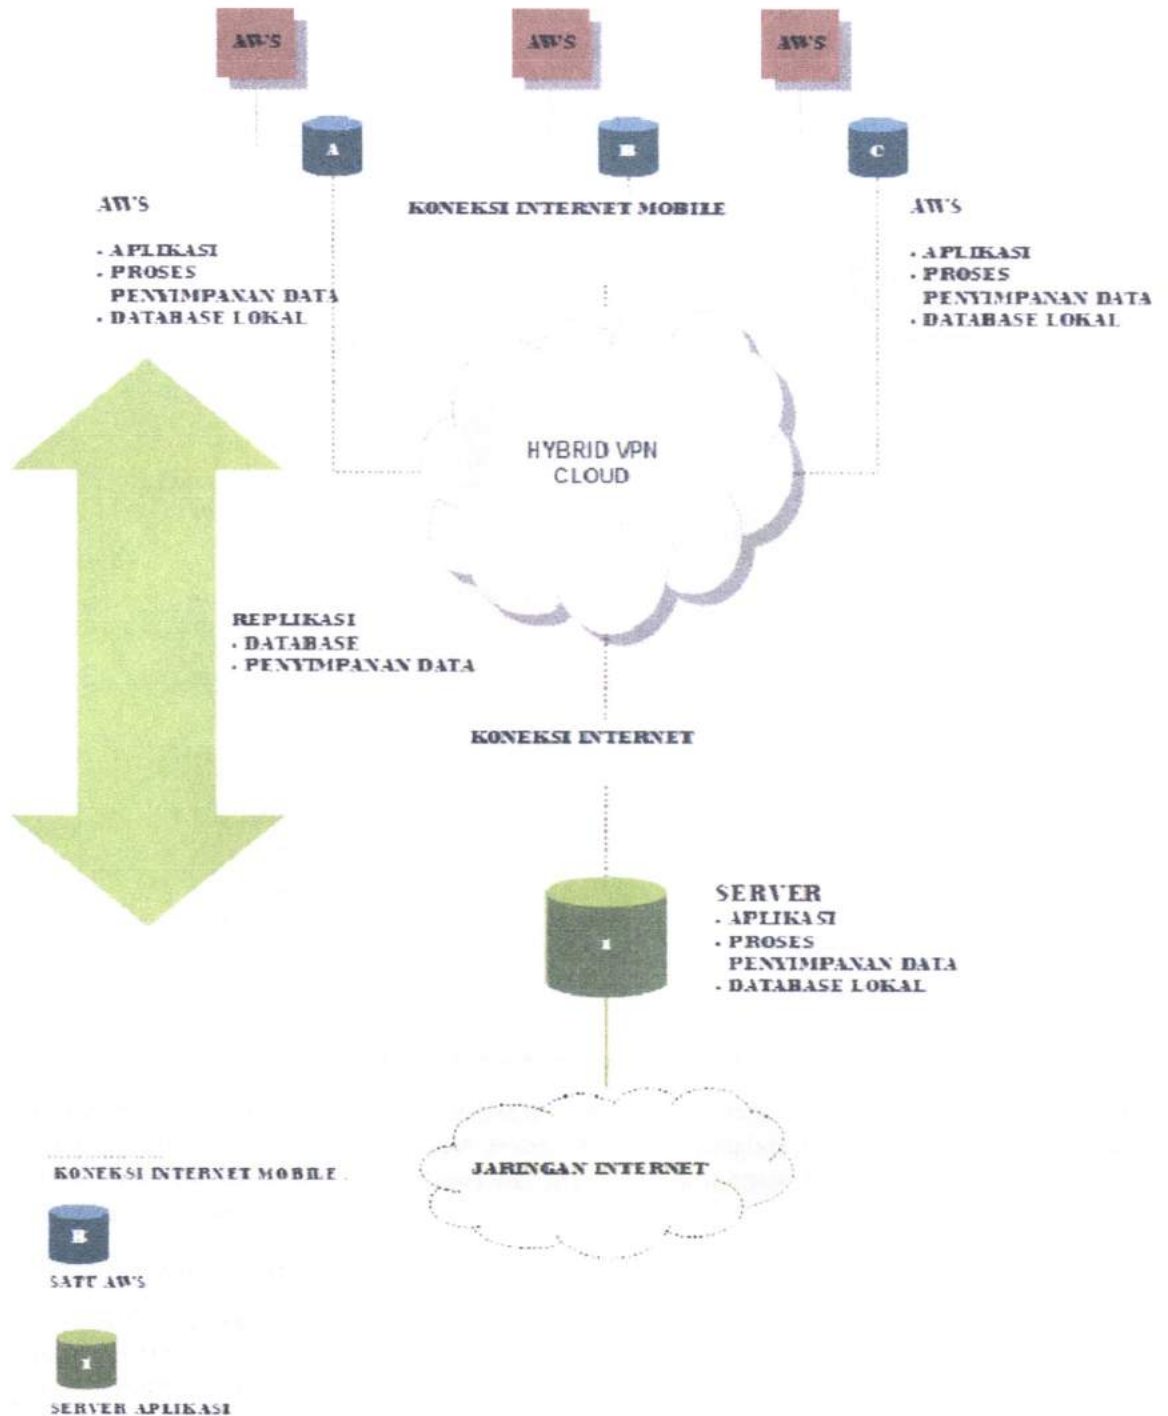 AWS
AWS
AWS
A
B
C
AWS
- APLIKASI
- PROSES
PENYIMPANAN DATA
- DATABASE LOKAL
KONEKSI INTERNET MOBILE
AWS
- APLIKASI
- PROSES
PENYIMPANAN DATA
- DATABASE LOKAL
HYBRID VPN
CLOUD
REPLIKASI
- DATABASE
- PENYIMPANAN DATA
KONEKSI INTERNET
1
SERVER
- APLIKASI
- PROSES
PENYIMPANAN DATA
- DATABASE LOKAL
JARINGAN INTERNET
KONEKSI INTERNET MOBILE
B
SATU AWS
1
SERVER APLIKASI